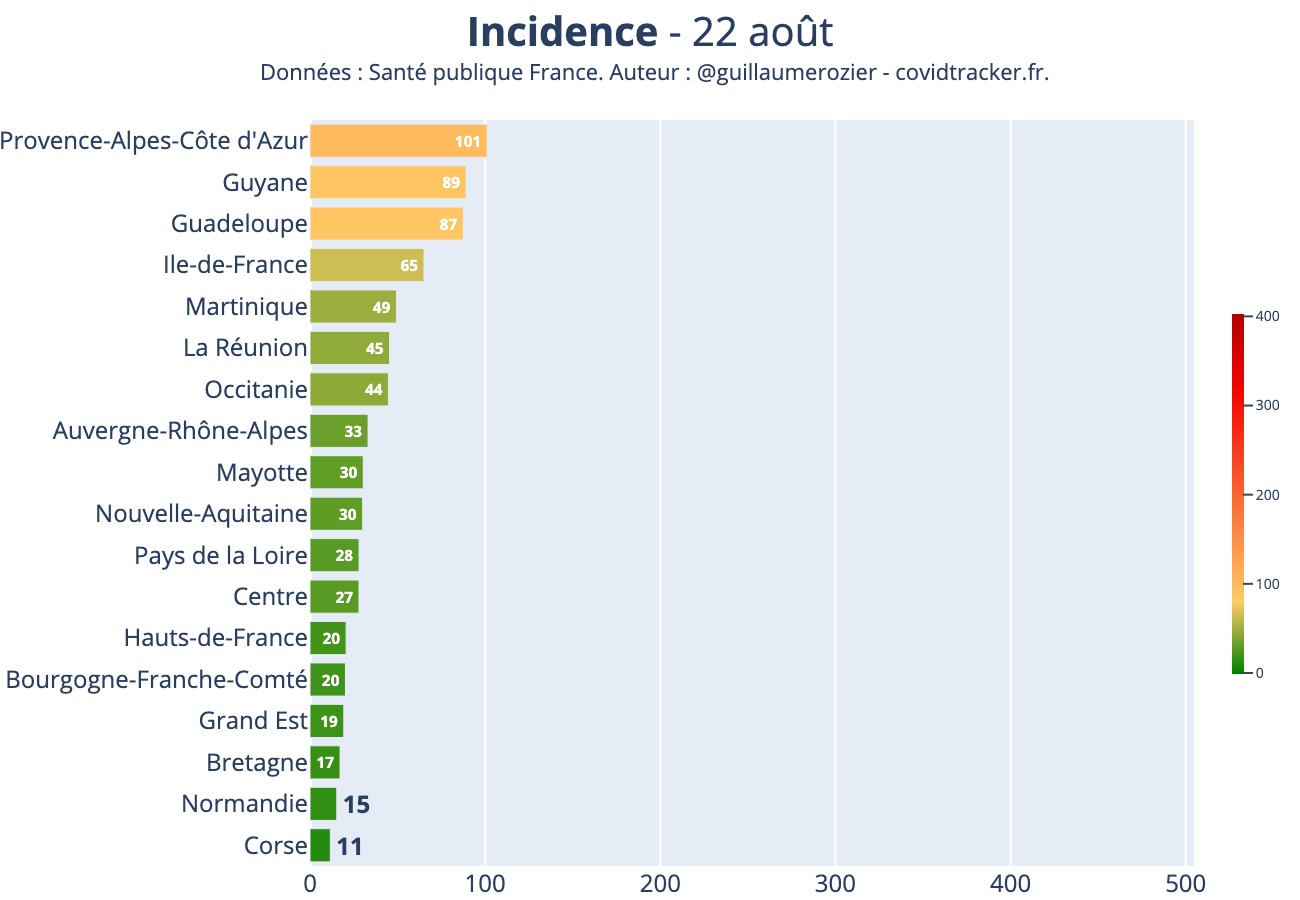 Incidence - 22 août
Données : Santé publique France. Auteur : @guillaumerozier - covidtracker.fr.
Provence-Alpes-Côte d'Azur 101
Guyane 89
Guadeloupe 87
Ile-de-France 65
Martinique 49
La Réunion 45
Occitanie 44
Auvergne-Rhône-Alpes 33
Mayotte 30
Nouvelle-Aquitaine 30
Pays de la Loire 28
Centre 27
Hauts-de-France 20
Bourgogne-Franche-Comté 20
Grand Est 19
Bretagne 17
Normandie 15
Corse 11
0 100 200 300 400 500
400
300
200
100
0